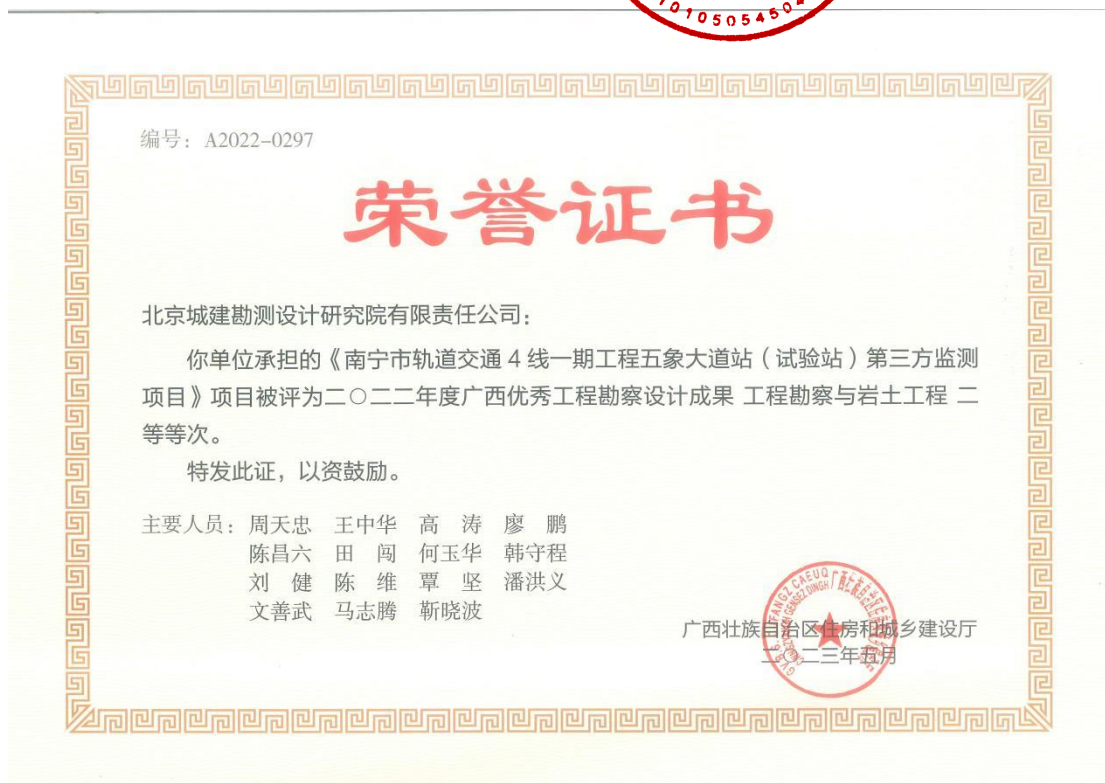 1010505450
编号：A2022-0297
荣誉证书
北京城建勘测设计研究院有限责任公司：
你单位承担的《南宁市轨道交通 4 线一期工程五象大道站（试验站）第三方监测
项目》项目被评为二○二二年度广西优秀工程勘察设计成果 工程勘察与岩土工程 二
等等次。
特发此证，以资鼓励。
主要人员：周天忠 王中华 高 涛 廖 鹏
陈昌六 田 闯 何玉华 韩守程
刘 健 陈 维 覃 坚 潘洪义
文善武 马志腾 靳晓波
广西壮族自治区住房和城乡建设厅
二○二三年五月